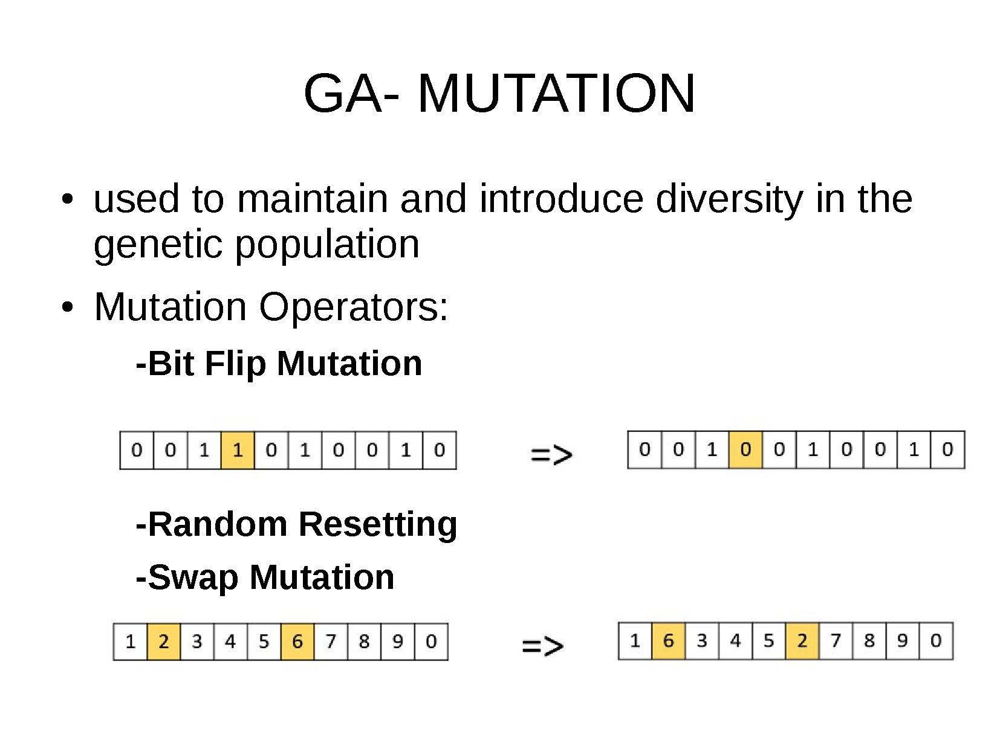 GA- MUTATION
• used to maintain and introduce diversity in the
genetic population
• Mutation Operators:
-Bit Flip Mutation
0 0 1 1 0 1 0 0 1 0 => 0 0 1 0 0 1 0 0 1 0
-Random Resetting
-Swap Mutation
1 2 3 4 5 6 7 8 9 0 => 1 6 3 4 5 2 7 8 9 0